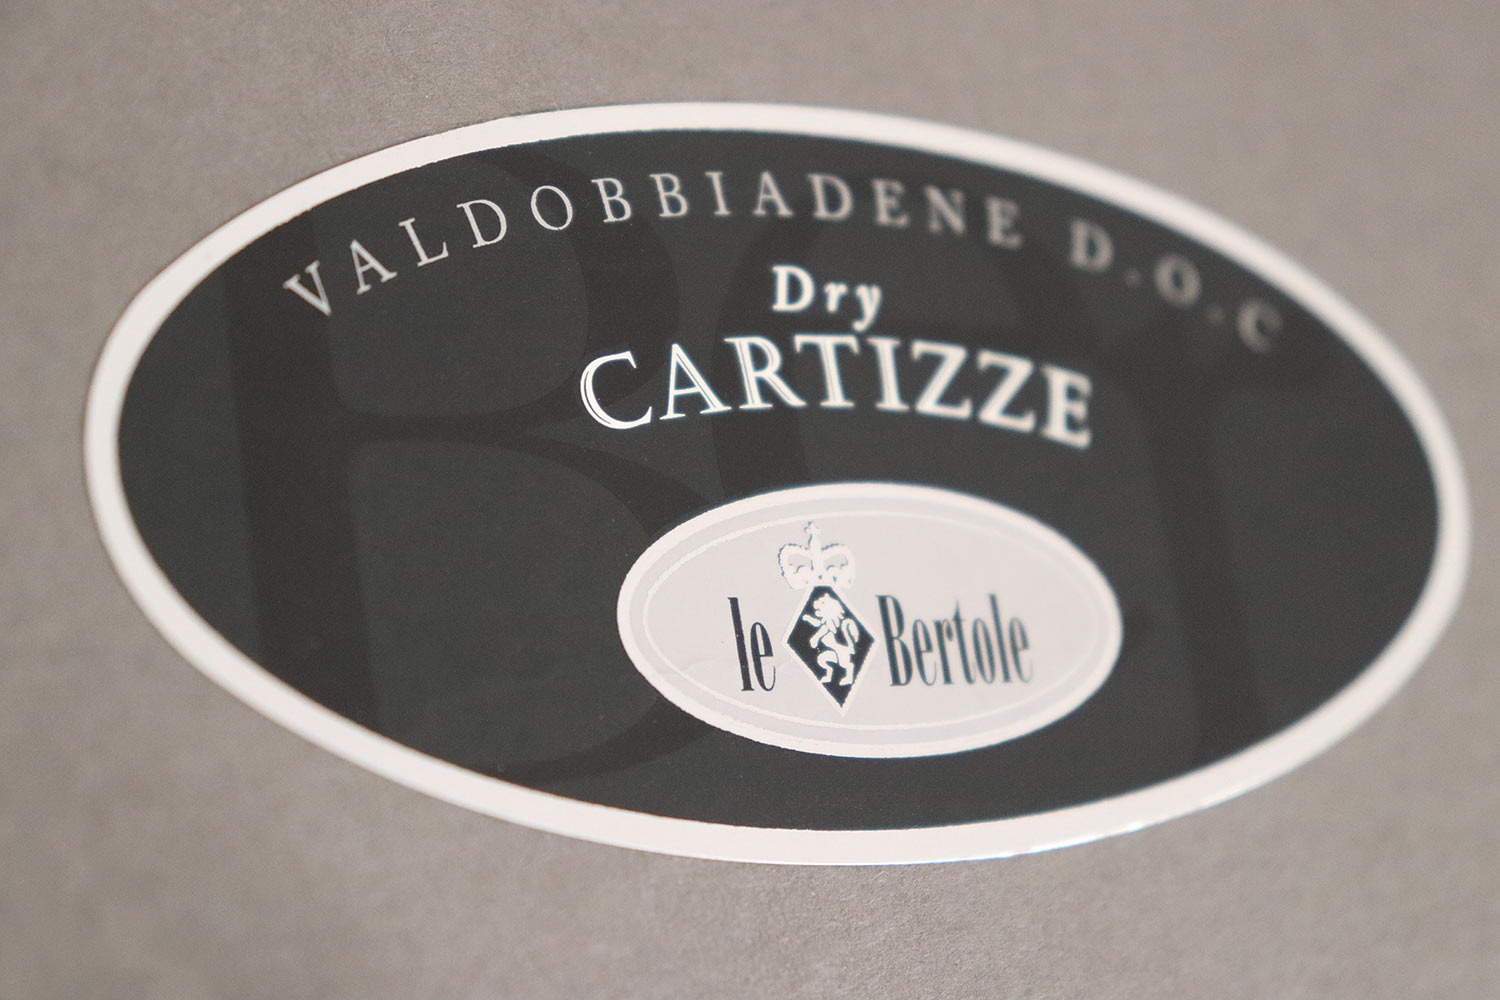 VALDOBBIADENE D.O.C
Dry
CARTIZZE
le Bertole